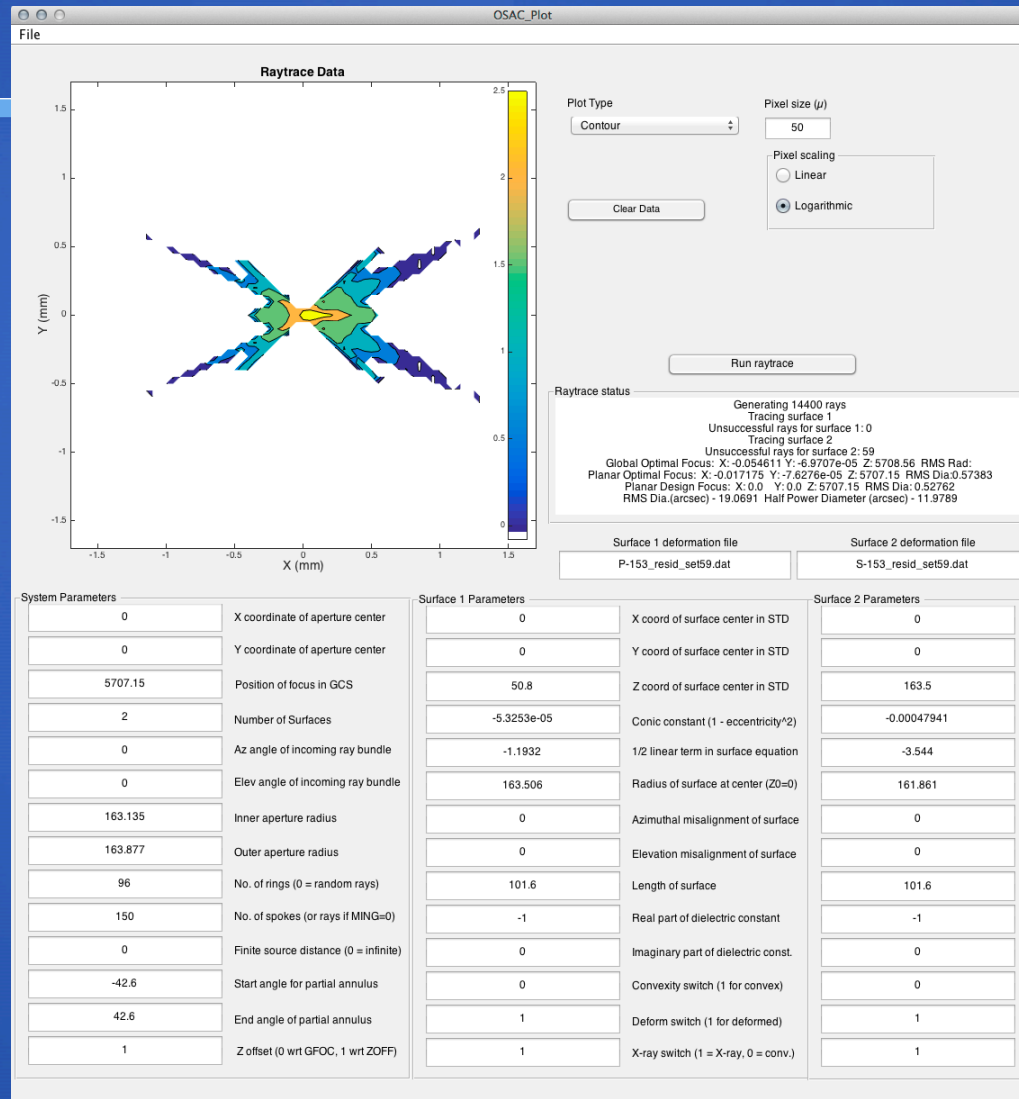 OSAC_Plot
File
Raytrace Data
2.5
2
1.5
1
0.5
0
1.5
1
0.5
0
-0.5
-1
-1.5
Y (mm)
-1.5
-1
-0.5
0
0.5
1
1.5
X (mm)
Plot Type
Contour
Pixel size (μ)
50
Pixel scaling
Linear
Logarithmic
Clear Data
Run raytrace
Raytrace status
Generating 14400 rays
Tracing surface 1
Unsuccessful rays for surface 1: 0
Tracing surface 2
Unsuccessful rays for surface 2: 59
Global Optimal Focus: X: -0.054611 Y: -6.9707e-05 Z: 5708.56 RMS Rad:
Planar Optimal Focus: X: -0.017175 Y: -7.6276e-05 Z: 5707.15 RMS Dia:0.57383
Planar Design Focus: X: 0.0 Y: 0.0 Z: 5707.15 RMS Dia: 0.52762
RMS Dia.(arcsec) - 19.0691 Half Power Diameter (arcsec) - 11.9789
Surface 1 deformation file
P-153_resid_set59.dat
Surface 2 deformation file
S-153_resid_set59.dat
System Parameters
0 X coordinate of aperture center
0 Y coordinate of aperture center
5707.15 Position of focus in GCS
2 Number of Surfaces
0 Az angle of incoming ray bundle
0 Elev angle of incoming ray bundle
163.135 Inner aperture radius
163.877 Outer aperture radius
96 No. of rings (0 = random rays)
150 No. of spokes (or rays if MING=0)
0 Finite source distance (0 = infinite)
-42.6 Start angle for partial annulus
42.6 End angle of partial annulus
1 Z offset (0 wrt GFOC, 1 wrt ZOFF)
Surface 1 Parameters
0 X coord of surface center in STD
0 Y coord of surface center in STD
50.8 Z coord of surface center in STD
-5.3253e-05 Conic constant (1 - eccentricity^2)
-1.1932 1/2 linear term in surface equation
163.506 Radius of surface at center (Z0=0)
0 Azimuthal misalignment of surface
0 Elevation misalignment of surface
101.6 Length of surface
-1 Real part of dielectric constant
0 Imaginary part of dielectric const.
0 Convexity switch (1 for convex)
1 Deform switch (1 for deformed)
1 X-ray switch (1 = X-ray, 0 = conv.)
Surface 2 Parameters
0
0
163.5
-0.00047941
-3.544
161.861
0
0
101.6
-1
0
0
1
1